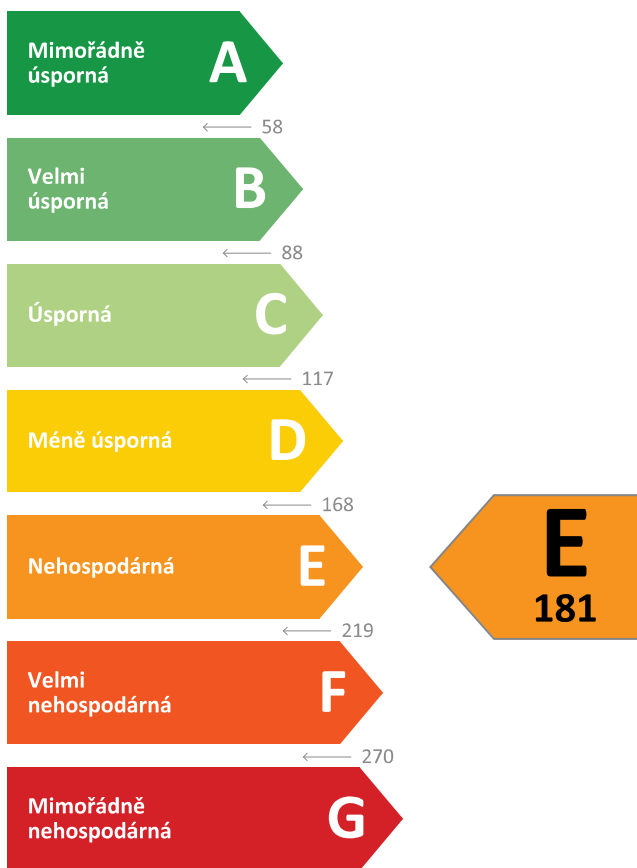 Mimořádně
úsporná
A
58
Velmi
úsporná
B
88
Úsporná
C
117
Méně úsporná
D
168
Nehospodárná
E
E
181
219
Velmi
nehospodárná
F
270
Mimořádně
nehospodárná
G